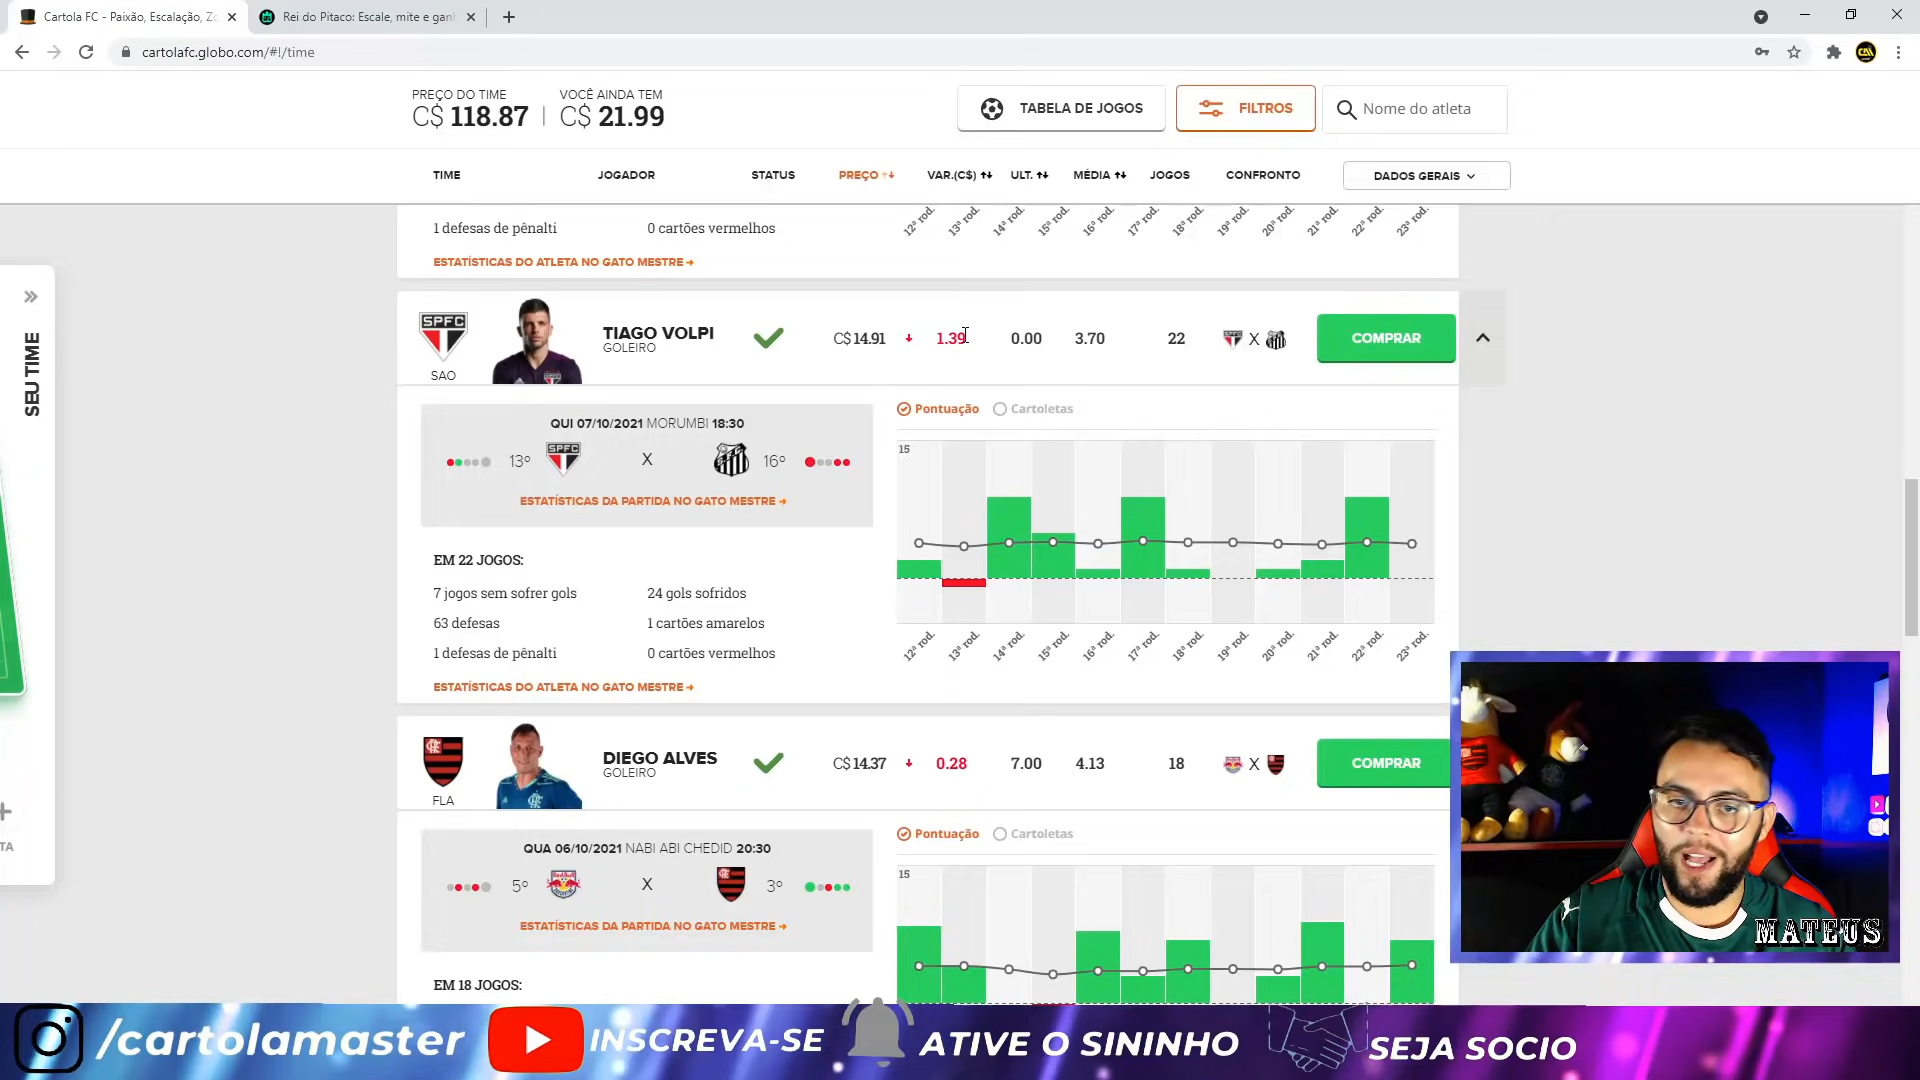 Cartola FC - Paixão, Escalação, Zo
Rei do Pitaco: Escale, mite e ganh
cartolafc.globo.com/#!/time
PREÇO DO TIME
C$ 118.87
VOCÊ AINDA TEM
C$ 21.99
TABELA DE JOGOS
FILTROS
Nome do atleta
TIME JOGADOR STATUS PREÇO VAR.(C$) ULT. MÉDIA JOGOS CONFRONTO DADOS GERAIS
12ª rod. 13ª rod. 14ª rod. 15ª rod. 16ª rod. 17ª rod. 18ª rod. 19ª rod. 20ª rod. 21ª rod. 22ª rod. 23ª rod.
1 defesas de pênalti 0 cartões vermelhos
ESTATÍSTICAS DO ATLETA NO GATO MESTRE
SEU TIME
TA
SPFC
SAO
TIAGO VOLPI
GOLEIRO
C$ 14.91 1.39 0.00 3.70 22 X COMPRAR
QUI 07/10/2021 MORUMBI 18:30
13º SPFC X 16º
ESTATÍSTICAS DA PARTIDA NO GATO MESTRE
Pontuação Cartoletas
15
EM 22 JOGOS:
7 jogos sem sofrer gols 24 gols sofridos
63 defesas 1 cartões amarelos
1 defesas de pênalti 0 cartões vermelhos
12ª rod. 13ª rod. 14ª rod. 15ª rod. 16ª rod. 17ª rod. 18ª rod. 19ª rod. 20ª rod. 21ª rod. 22ª rod. 23ª rod.
ESTATÍSTICAS DO ATLETA NO GATO MESTRE
FLA
DIEGO ALVES
GOLEIRO
C$ 14.37 0.28 7.00 4.13 18 X COMPRAR
QUA 06/10/2021 NABI ABI CHEDID 20:30
5º X 3º
ESTATÍSTICAS DA PARTIDA NO GATO MESTRE
Pontuação Cartoletas
15
EM 18 JOGOS:
MATEUS
/cartolamaster
INSCREVA-SE
ATIVE O SININHO
SEJA SOCIO